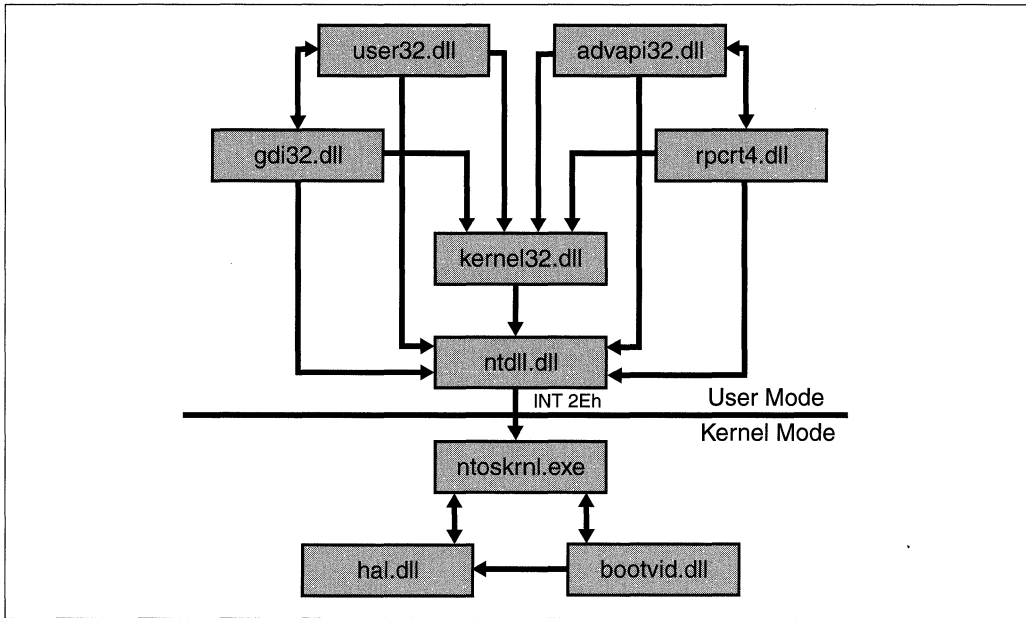 user32.dll
advapi32.dll
gdi32.dll
rpcrt4.dll
kernel32.dll
ntdll.dll
INT 2Eh
User Mode
Kernel Mode
ntoskrnl.exe
hal.dll
bootvid.dll